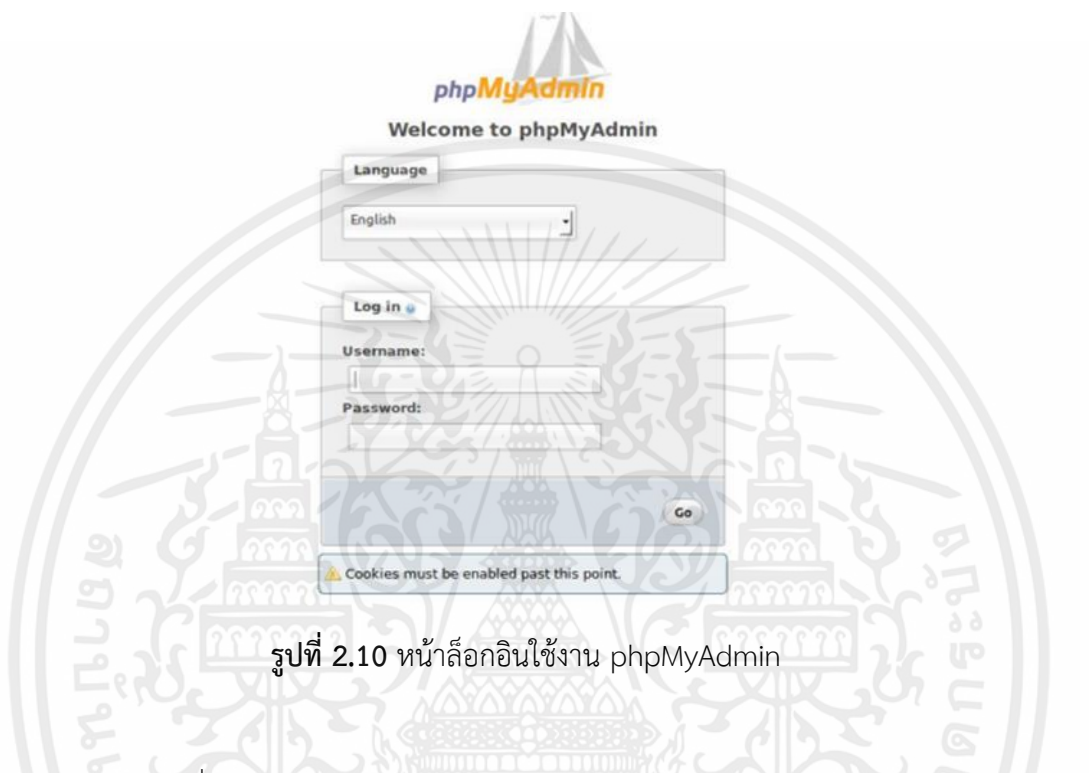 phpMyAdmin
Welcome to phpMyAdmin
Language
English
Log in
Username:
Password:
Go
Cookies must be enabled past this point.
รูปที่ 2.10 หน้าล็อกอินใช้งาน phpMyAdmin